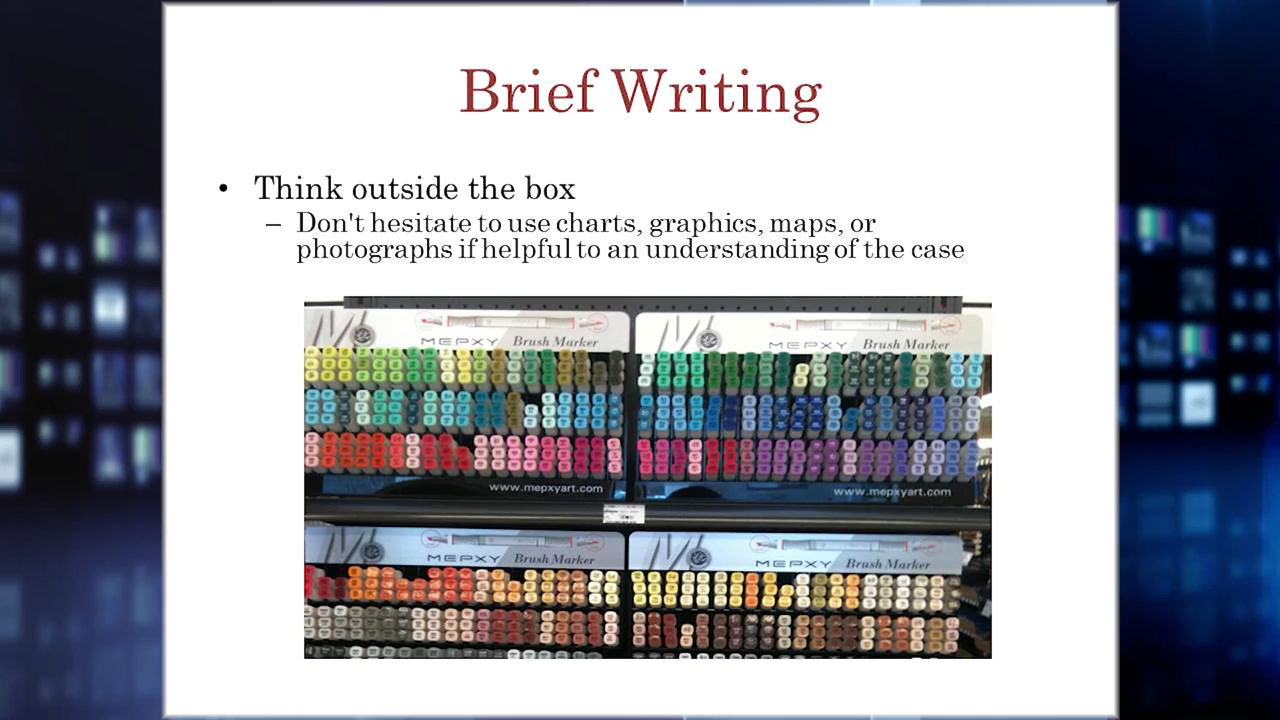 Brief Writing
• Think outside the box
– Don't hesitate to use charts, graphics, maps, or
photographs if helpful to an understanding of the case
MEPXY Brush Marker
MEPXY Brush Marker
www.mepxyart.com
www.mepxyart.com
MEPXY Brush Marker
MEPXY Brush Marker